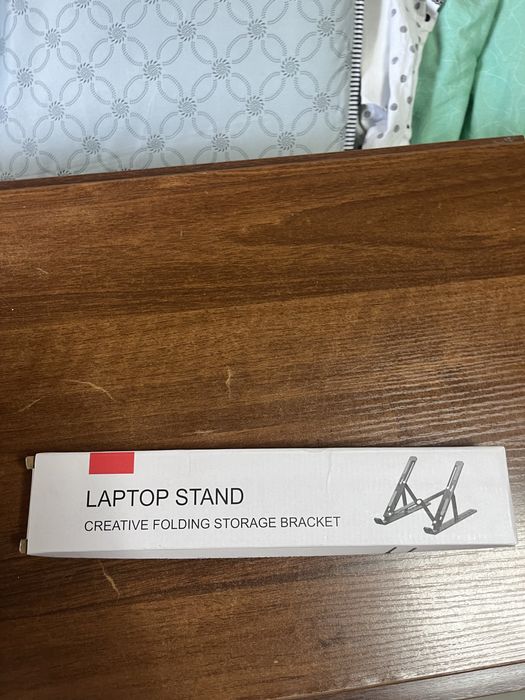 LAPTOP STAND
CREATIVE FOLDING STORAGE BRACKET